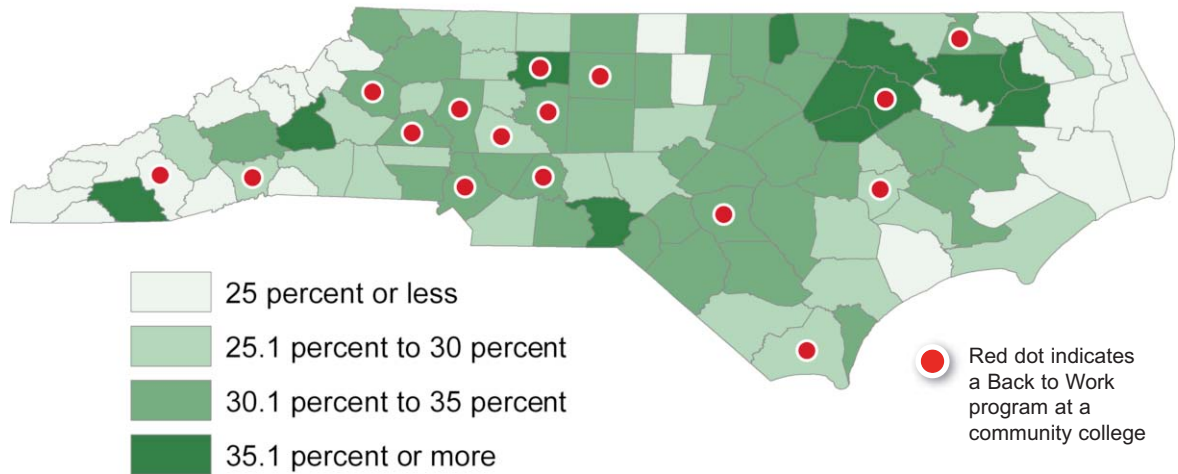 25 percent or less
25.1 percent to 30 percent
30.1 percent to 35 percent
35.1 percent or more
Red dot indicates
a Back to Work
program at a
community college